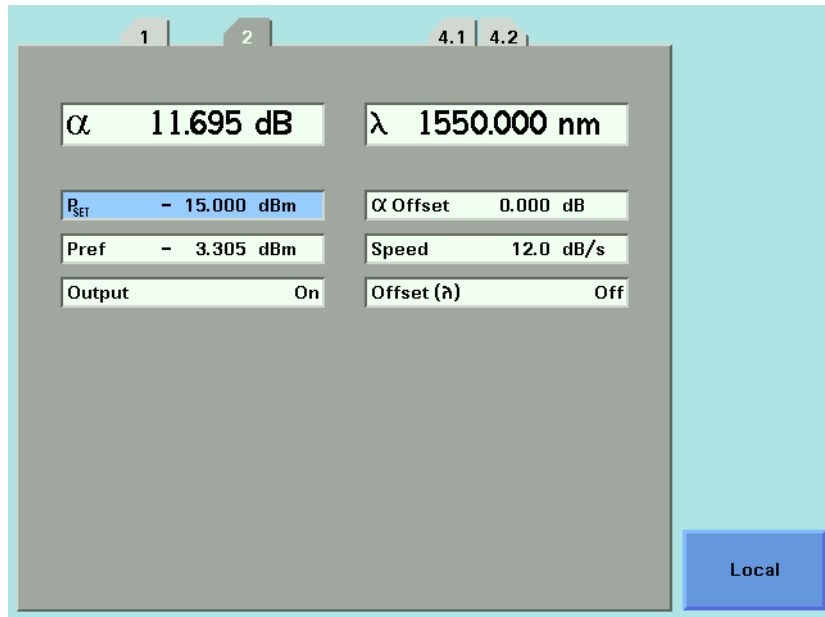 1 2 4.1 4.2
α 11.695 dB λ 1550.000 nm
PSET - 15.000 dBm α Offset 0.000 dB
Pref - 3.305 dBm Speed 12.0 dB/s
Output On Offset (λ) Off
Local